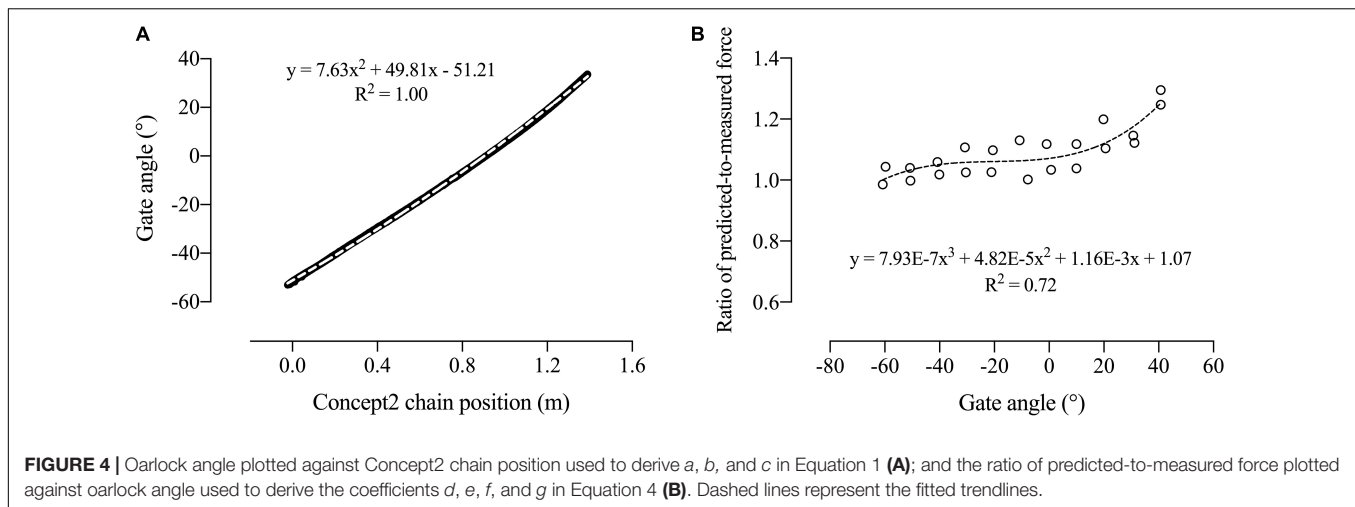 A
Gate angle (°)
40
20
0
-20
-40
-60
y = 7.63x² + 49.81x - 51.21
R² = 1.00
0.0 0.4 0.8 1.2 1.6
Concept2 chain position (m)
B
Ratio of predicted-to-measured force
1.4
1.2
1.0
0.8
0.6
y = 7.93E-7x³ + 4.82E-5x² + 1.16E-3x + 1.07
R² = 0.72
-80 -60 -40 -20 0 20 40 60
Gate angle (°)
FIGURE 4 | Oarlock angle plotted against Concept2 chain position used to derive a, b, and c in Equation 1 (A); and the ratio of predicted-to-measured force plotted
against oarlock angle used to derive the coefficients d, e, f, and g in Equation 4 (B). Dashed lines represent the fitted trendlines.